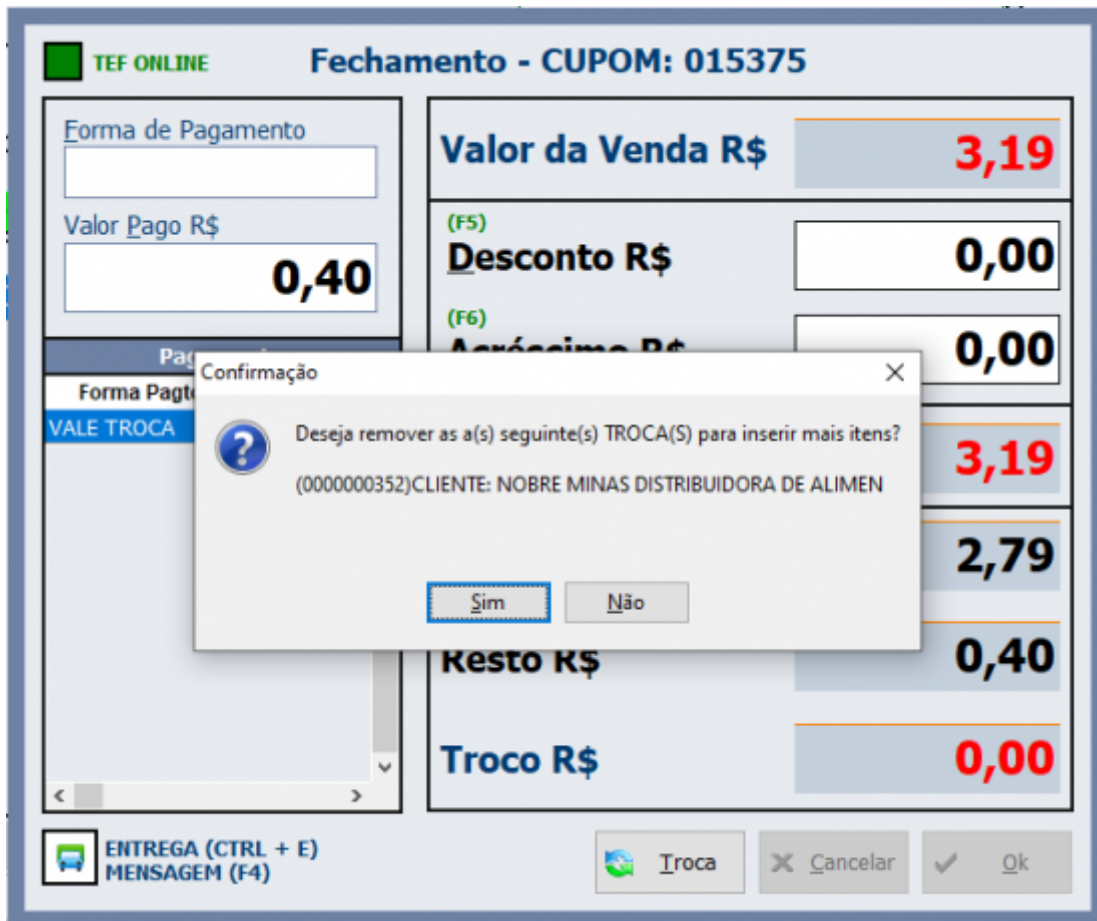 TEF ONLINE
Fechamento - CUPOM: 015375
Forma de Pagamento
Valor Pago R$
0,40
Forma Pagt
VALE TROCA
Valor da Venda R$
3,19
(F5)
Desconto R$
0,00
(F6)
0,00
3,19
2,79
Resto R$
0,40
Troco R$
0,00
Confirmação
Deseja remover as a(s) seguinte(s) TROCA(S) para inserir mais itens?
(0000000352)CLIENTE: NOBRE MINAS DISTRIBUIDORA DE ALIMEN
Sim
Não
ENTREGA (CTRL + E)
MENSAGEM (F4)
Troca
Cancelar
Ok